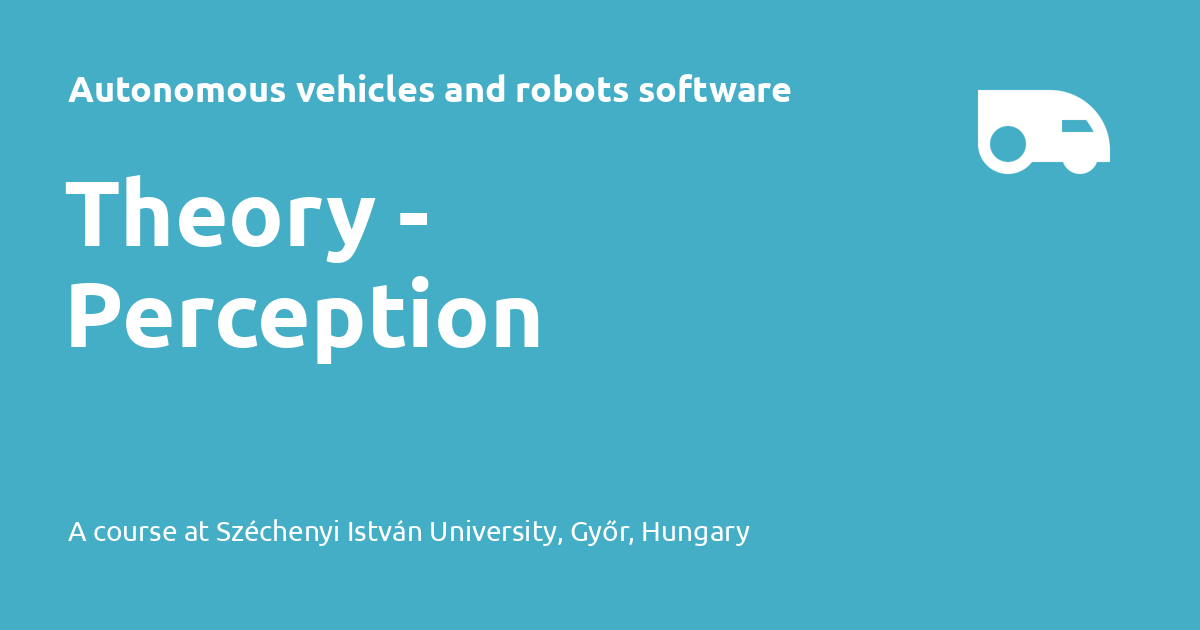 Autonomous vehicles and robots software
Theory -
Perception
A course at Széchenyi István University, Győr, Hungary